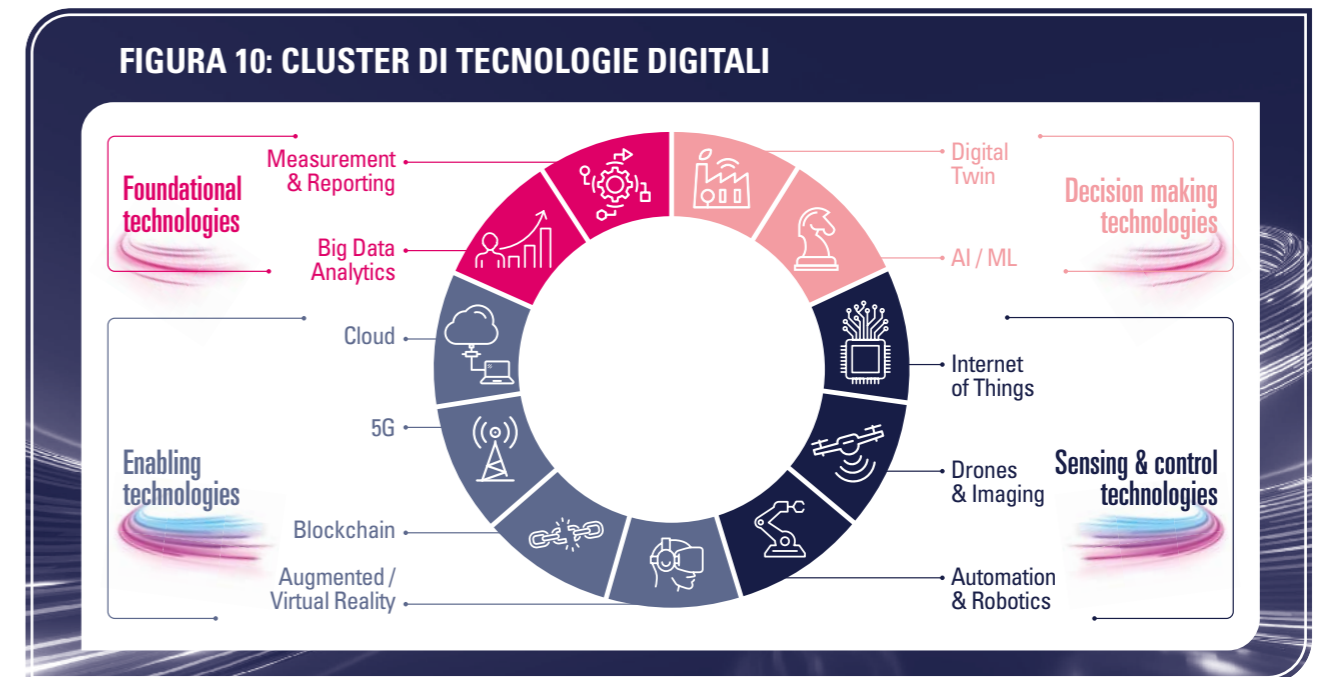 FIGURA 10: CLUSTER DI TECNOLOGIE DIGITALI
Foundational
technologies
Measurement
& Reporting
Big Data
Analytics
Digital
Twin
AI / ML
Decision making
technologies
Enabling
technologies
Cloud
5G
Blockchain
Augmented /
Virtual Reality
Internet
of Things
Drones
& Imaging
Automation
& Robotics
Sensing & control
technologies